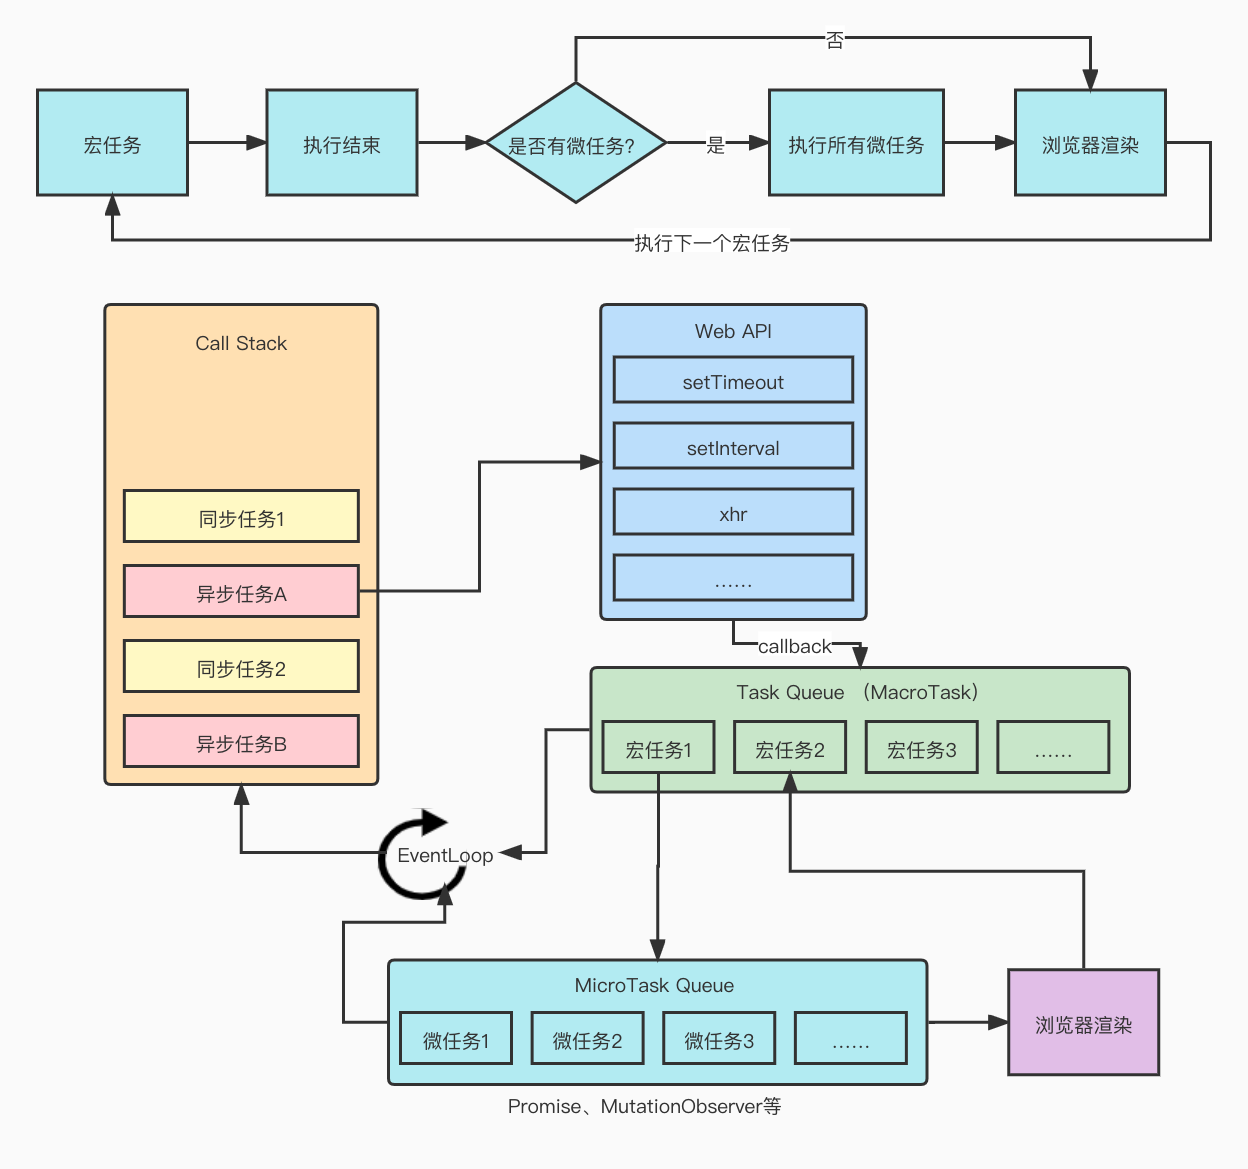 否
宏任务
执行结束
是否有微任务?
是
执行所有微任务
浏览器渲染
执行下一个宏任务
Call Stack
同步任务1
异步任务A
同步任务2
异步任务B
Web API
setTimeout
setInterval
xhr
……
callback
Task Queue （MacroTask）
宏任务1
宏任务2
宏任务3
……
EventLoop
MicroTask Queue
微任务1
微任务2
微任务3
……
浏览器渲染
Promise、MutationObserver等